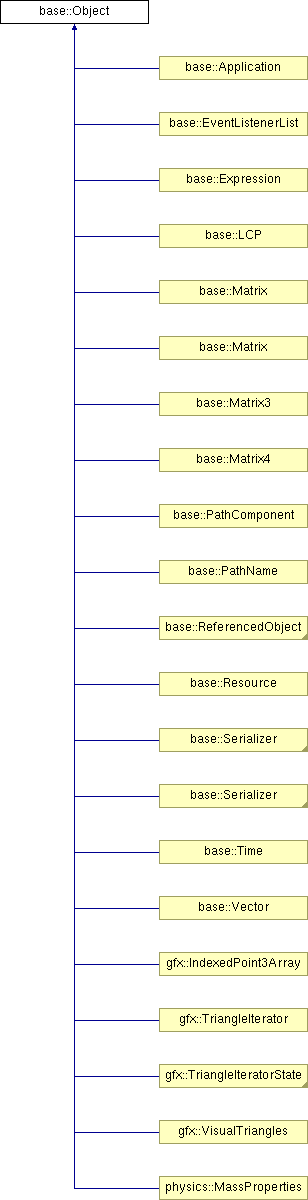 base::Object
base::Application
base::EventListenerList
base::Expression
base::LCP
base::Matrix
base::Matrix
base::Matrix3
base::Matrix4
base::PathComponent
base::PathName
base::ReferencedObject
base::Resource
base::Serializer
base::Serializer
base::Time
base::Vector
gfx::IndexedPoint3Array
gfx::TriangleIterator
gfx::TriangleIteratorState
gfx::VisualTriangles
physics::MassProperties